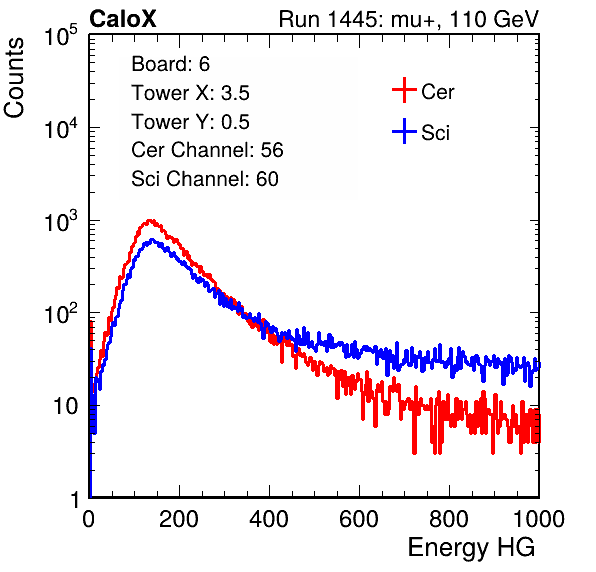 CaloX Run 1445: mu+, 110 GeV
Counts
10^5
10^4
10^3
10^2
10
1
Board: 6
Tower X: 3.5
Tower Y: 0.5
Cer Channel: 56
Sci Channel: 60
Cer
Sci
0 200 400 600 800 1000
Energy HG